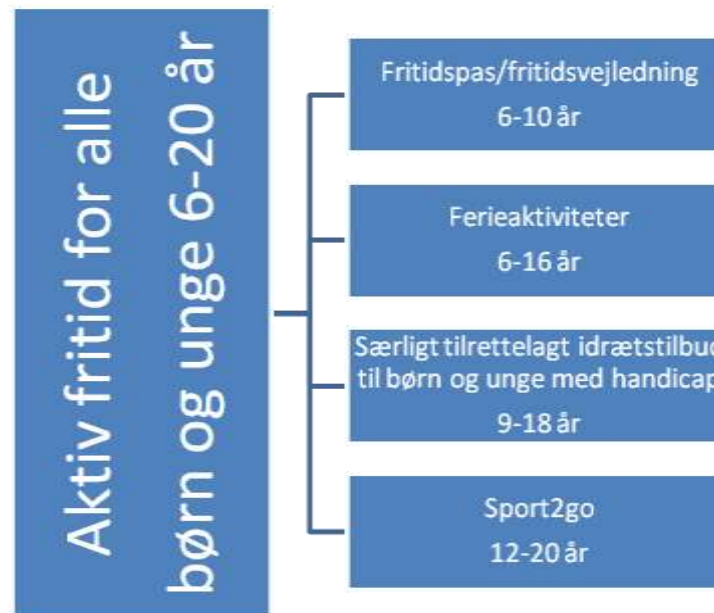 Aktiv fritid for alle
børn og unge 6-20 år
Fritidspas/fritidsvejledning
6-10 år
Ferieaktiviteter
6-16 år
Særligt tilrettelagt idrætstilbud
til børn og unge med handicap
9-18 år
Sport2go
12-20 år